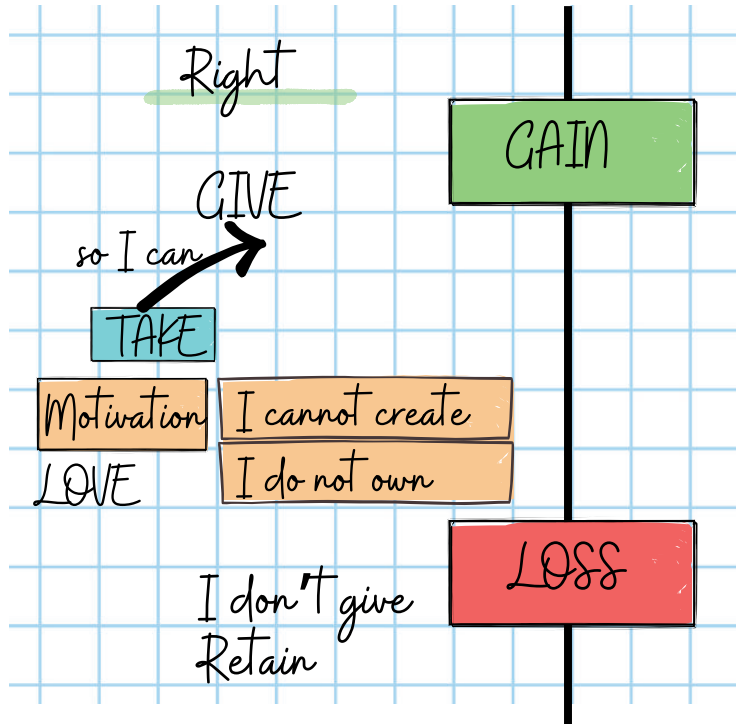 Right
GAIN
GIVE
so I can
TAKE
Motivation
I cannot create
LOVE
I do not own
LOSS
I don't give
Retain